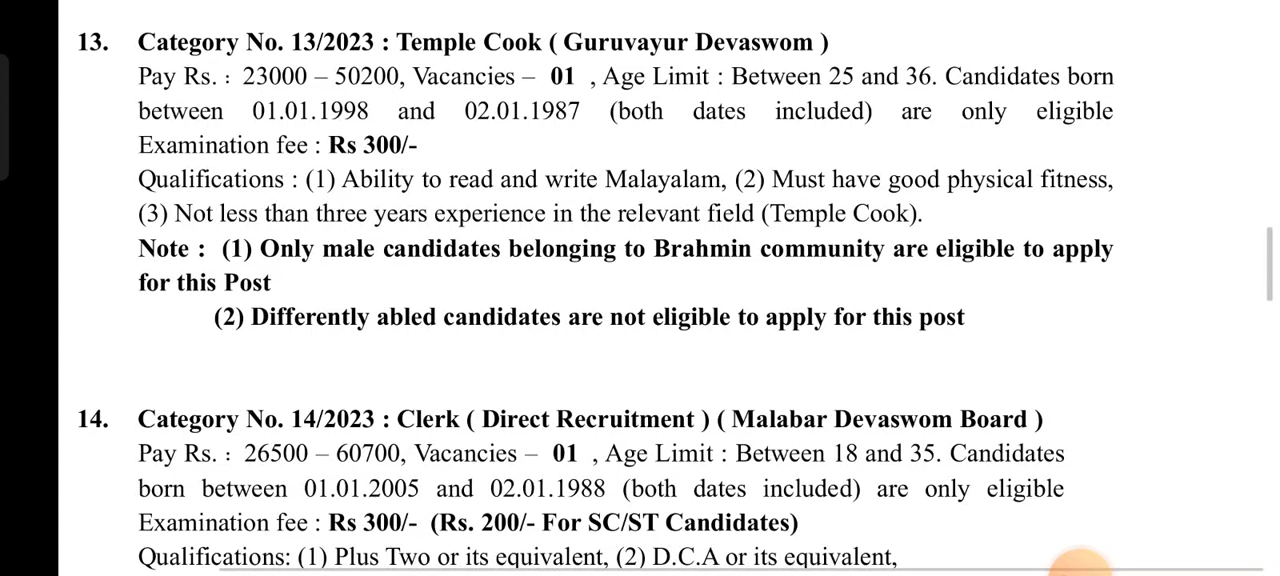 13. Category No. 13/2023 : Temple Cook ( Guruvayur Devaswom )
Pay Rs. : 23000 – 50200, Vacancies – 01 , Age Limit : Between 25 and 36. Candidates born
between 01.01.1998 and 02.01.1987 (both dates included) are only eligible
Examination fee : Rs 300/-
Qualifications : (1) Ability to read and write Malayalam, (2) Must have good physical fitness,
(3) Not less than three years experience in the relevant field (Temple Cook).
Note : (1) Only male candidates belonging to Brahmin community are eligible to apply
for this Post
(2) Differently abled candidates are not eligible to apply for this post
14. Category No. 14/2023 : Clerk ( Direct Recruitment ) ( Malabar Devaswom Board )
Pay Rs. : 26500 – 60700, Vacancies – 01 , Age Limit : Between 18 and 35. Candidates
born between 01.01.2005 and 02.01.1988 (both dates included) are only eligible
Examination fee : Rs 300/- (Rs. 200/- For SC/ST Candidates)
Qualifications: (1) Plus Two or its equivalent, (2) D.C.A or its equivalent,